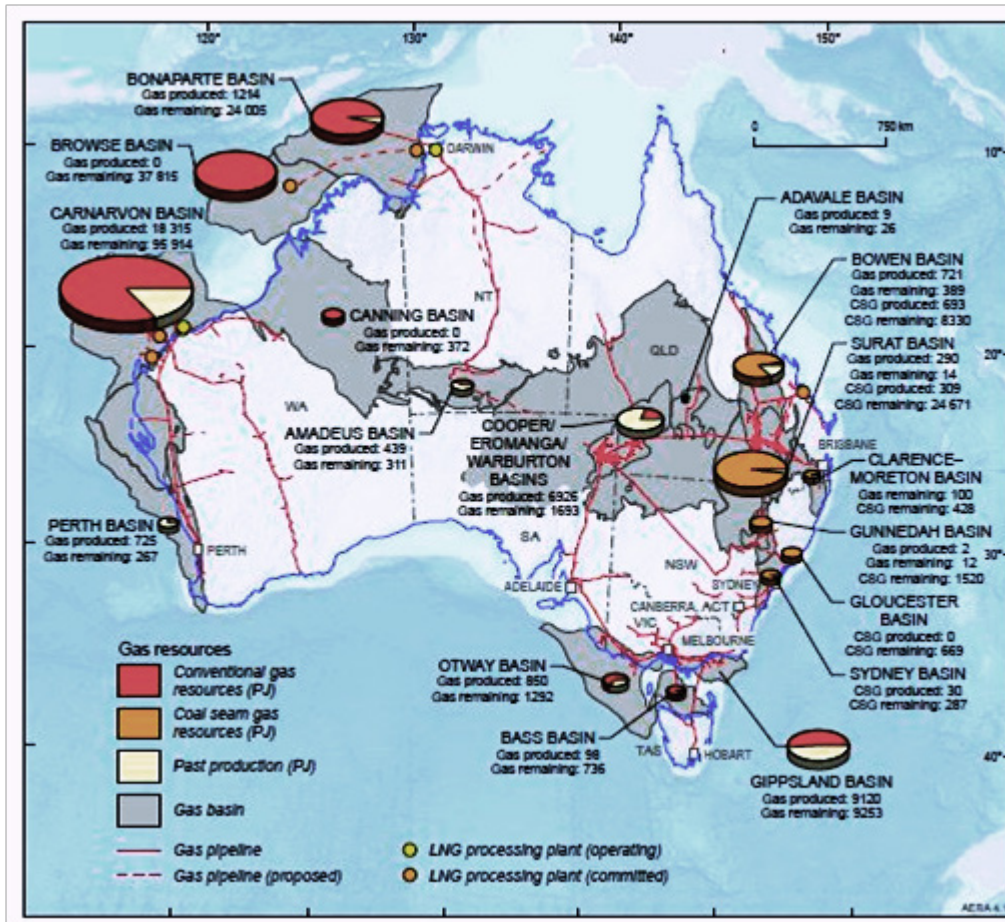 120°
130°
140°
150°
BONAPARTE BASIN
Gas produced: 1214
Gas remaining: 24 005
BROWSE BASIN
Gas produced: 0
Gas remaining: 37 815
CARNARVON BASIN
Gas produced: 18 315
Gas remaining: 95 914
DARWIN
0
750 km
10°
ADAVALE BASIN
Gas produced: 9
Gas remaining: 26
BOWEN BASIN
Gas produced: 721
Gas remaining: 389
CSG produced: 693
CSG remaining: 8330
NT
CANNING BASIN
Gas produced: 0
Gas remaining: 372
QLD
20°
SURAT BASIN
Gas produced: 290
Gas remaining: 14
CSG produced: 309
CSG remaining: 24 671
WA
AMADEUS BASIN
Gas produced: 439
Gas remaining: 311
COOPER/
EROMANGA/
WARBURTON
BASINS
Gas produced: 6926
Gas remaining: 1693
BRISBANE
CLARENCE–
MORETON BASIN
Gas remaining: 100
CSG remaining: 428
PERTH BASIN
Gas produced: 725
Gas remaining: 267
PERTH
SA
GUNNEDAH BASIN
Gas produced: 2
Gas remaining: 12
CSG remaining: 1520
30°
NSW
SYDNEY
ADELAIDE
CANBERRA, ACT
VIC
MELBOURNE
GLOUCESTER
BASIN
CSG produced: 0
CSG remaining: 669
SYDNEY BASIN
CSG produced: 30
CSG remaining: 287
OTWAY BASIN
Gas produced: 850
Gas remaining: 1292
BASS BASIN
Gas produced: 98
Gas remaining: 736
TAS
HOBART
40°
GIPPSLAND BASIN
Gas produced: 9120
Gas remaining: 9253
Gas resources
Conventional gas
resources (PJ)
Coal seam gas
resources (PJ)
Past production (PJ)
Gas basin
Gas pipeline
Gas pipeline (proposed)
LNG processing plant (operating)
LNG processing plant (committed)